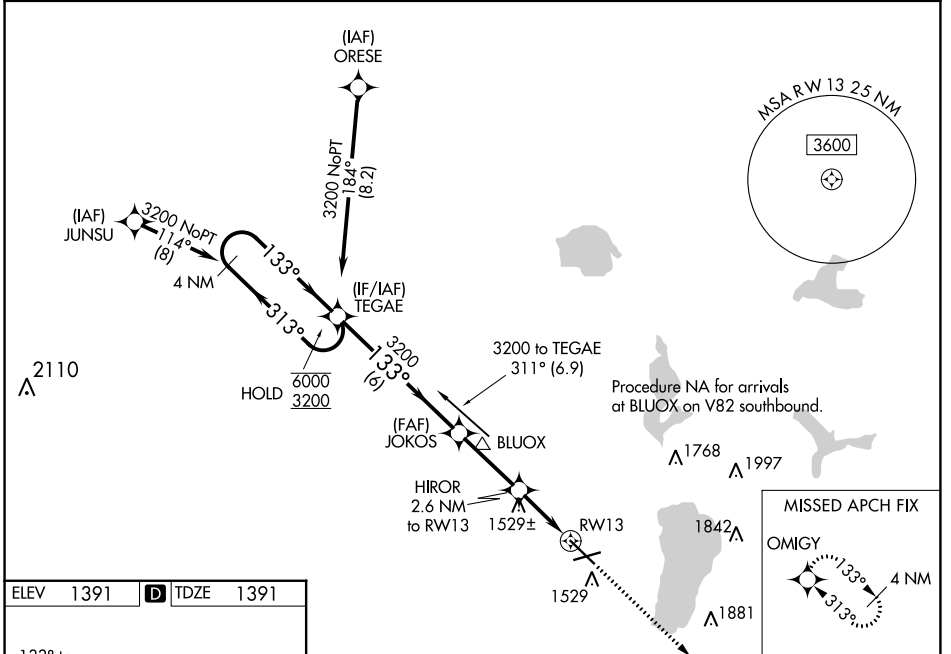 (IAF)
ORESE
MSA RW 13 25 NM
3600
3200 NoPT
184°
(8.2)
(IAF)
JUNSU
3200 NoPT
114°
(8)
4 NM
133°
313°
(IF/IAF)
TEGAE
HOLD
6000
3200
3200
133°
(6)
3200 to TEGAE
311° (6.9)
2110
Procedure NA for arrivals
at BLUOX on V82 southbound.
(FAF)
JOKOS
BLUOX
1768
1997
HIROR
2.6 NM
to RW13
1529±
RW13
1842
1529
1881
MISSED APCH FIX
OMIGY
133°
313°
4 NM
ELEV 1391 D TDZE 1391